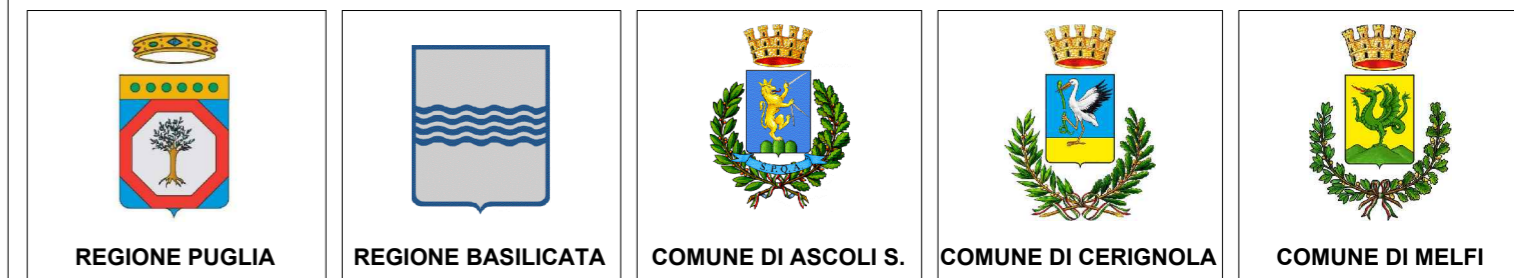 S.P.Q.A
REGIONE PUGLIA
REGIONE BASILICATA
COMUNE DI ASCOLI S.
COMUNE DI CERIGNOLA
COMUNE DI MELFI